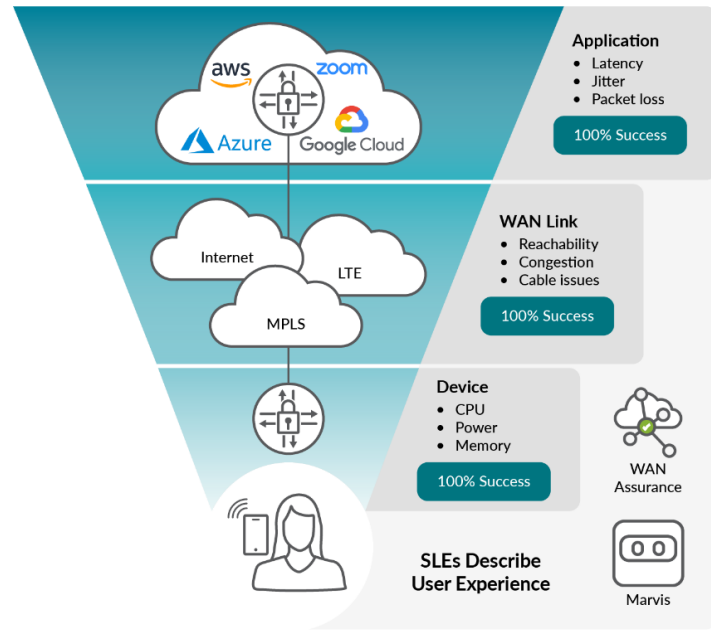 aws
zoom
Azure
Google Cloud
Application
• Latency
• Jitter
• Packet loss
100% Success
Internet
LTE
MPLS
WAN Link
• Reachability
• Congestion
• Cable issues
100% Success
Device
• CPU
• Power
• Memory
100% Success
WAN
Assurance
SLEs Describe
User Experience
Marvis